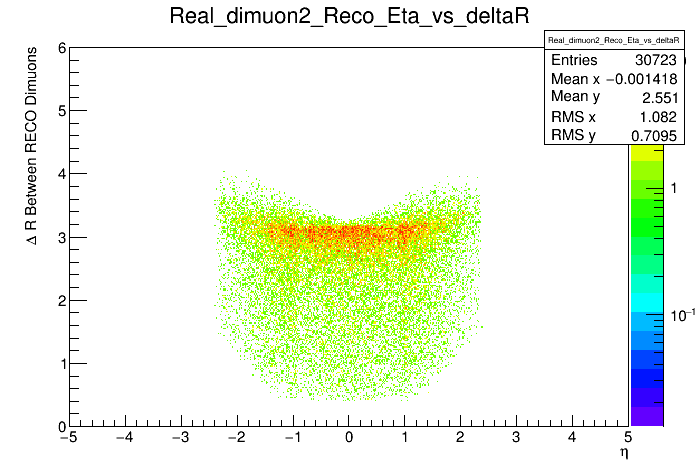 Real_dimuon2_Reco_Eta_vs_deltaR
Real_dimuon2_Reco_Eta_vs_deltaR
Entries 30723
Mean x −0.001418
Mean y 2.551
RMS x 1.082
RMS y 0.7095
Δ R Between RECO Dimuons
6
5
4
3
2
1
0
−5 −4 −3 −2 −1 0 1 2 3 4 5
η
1
10⁻¹